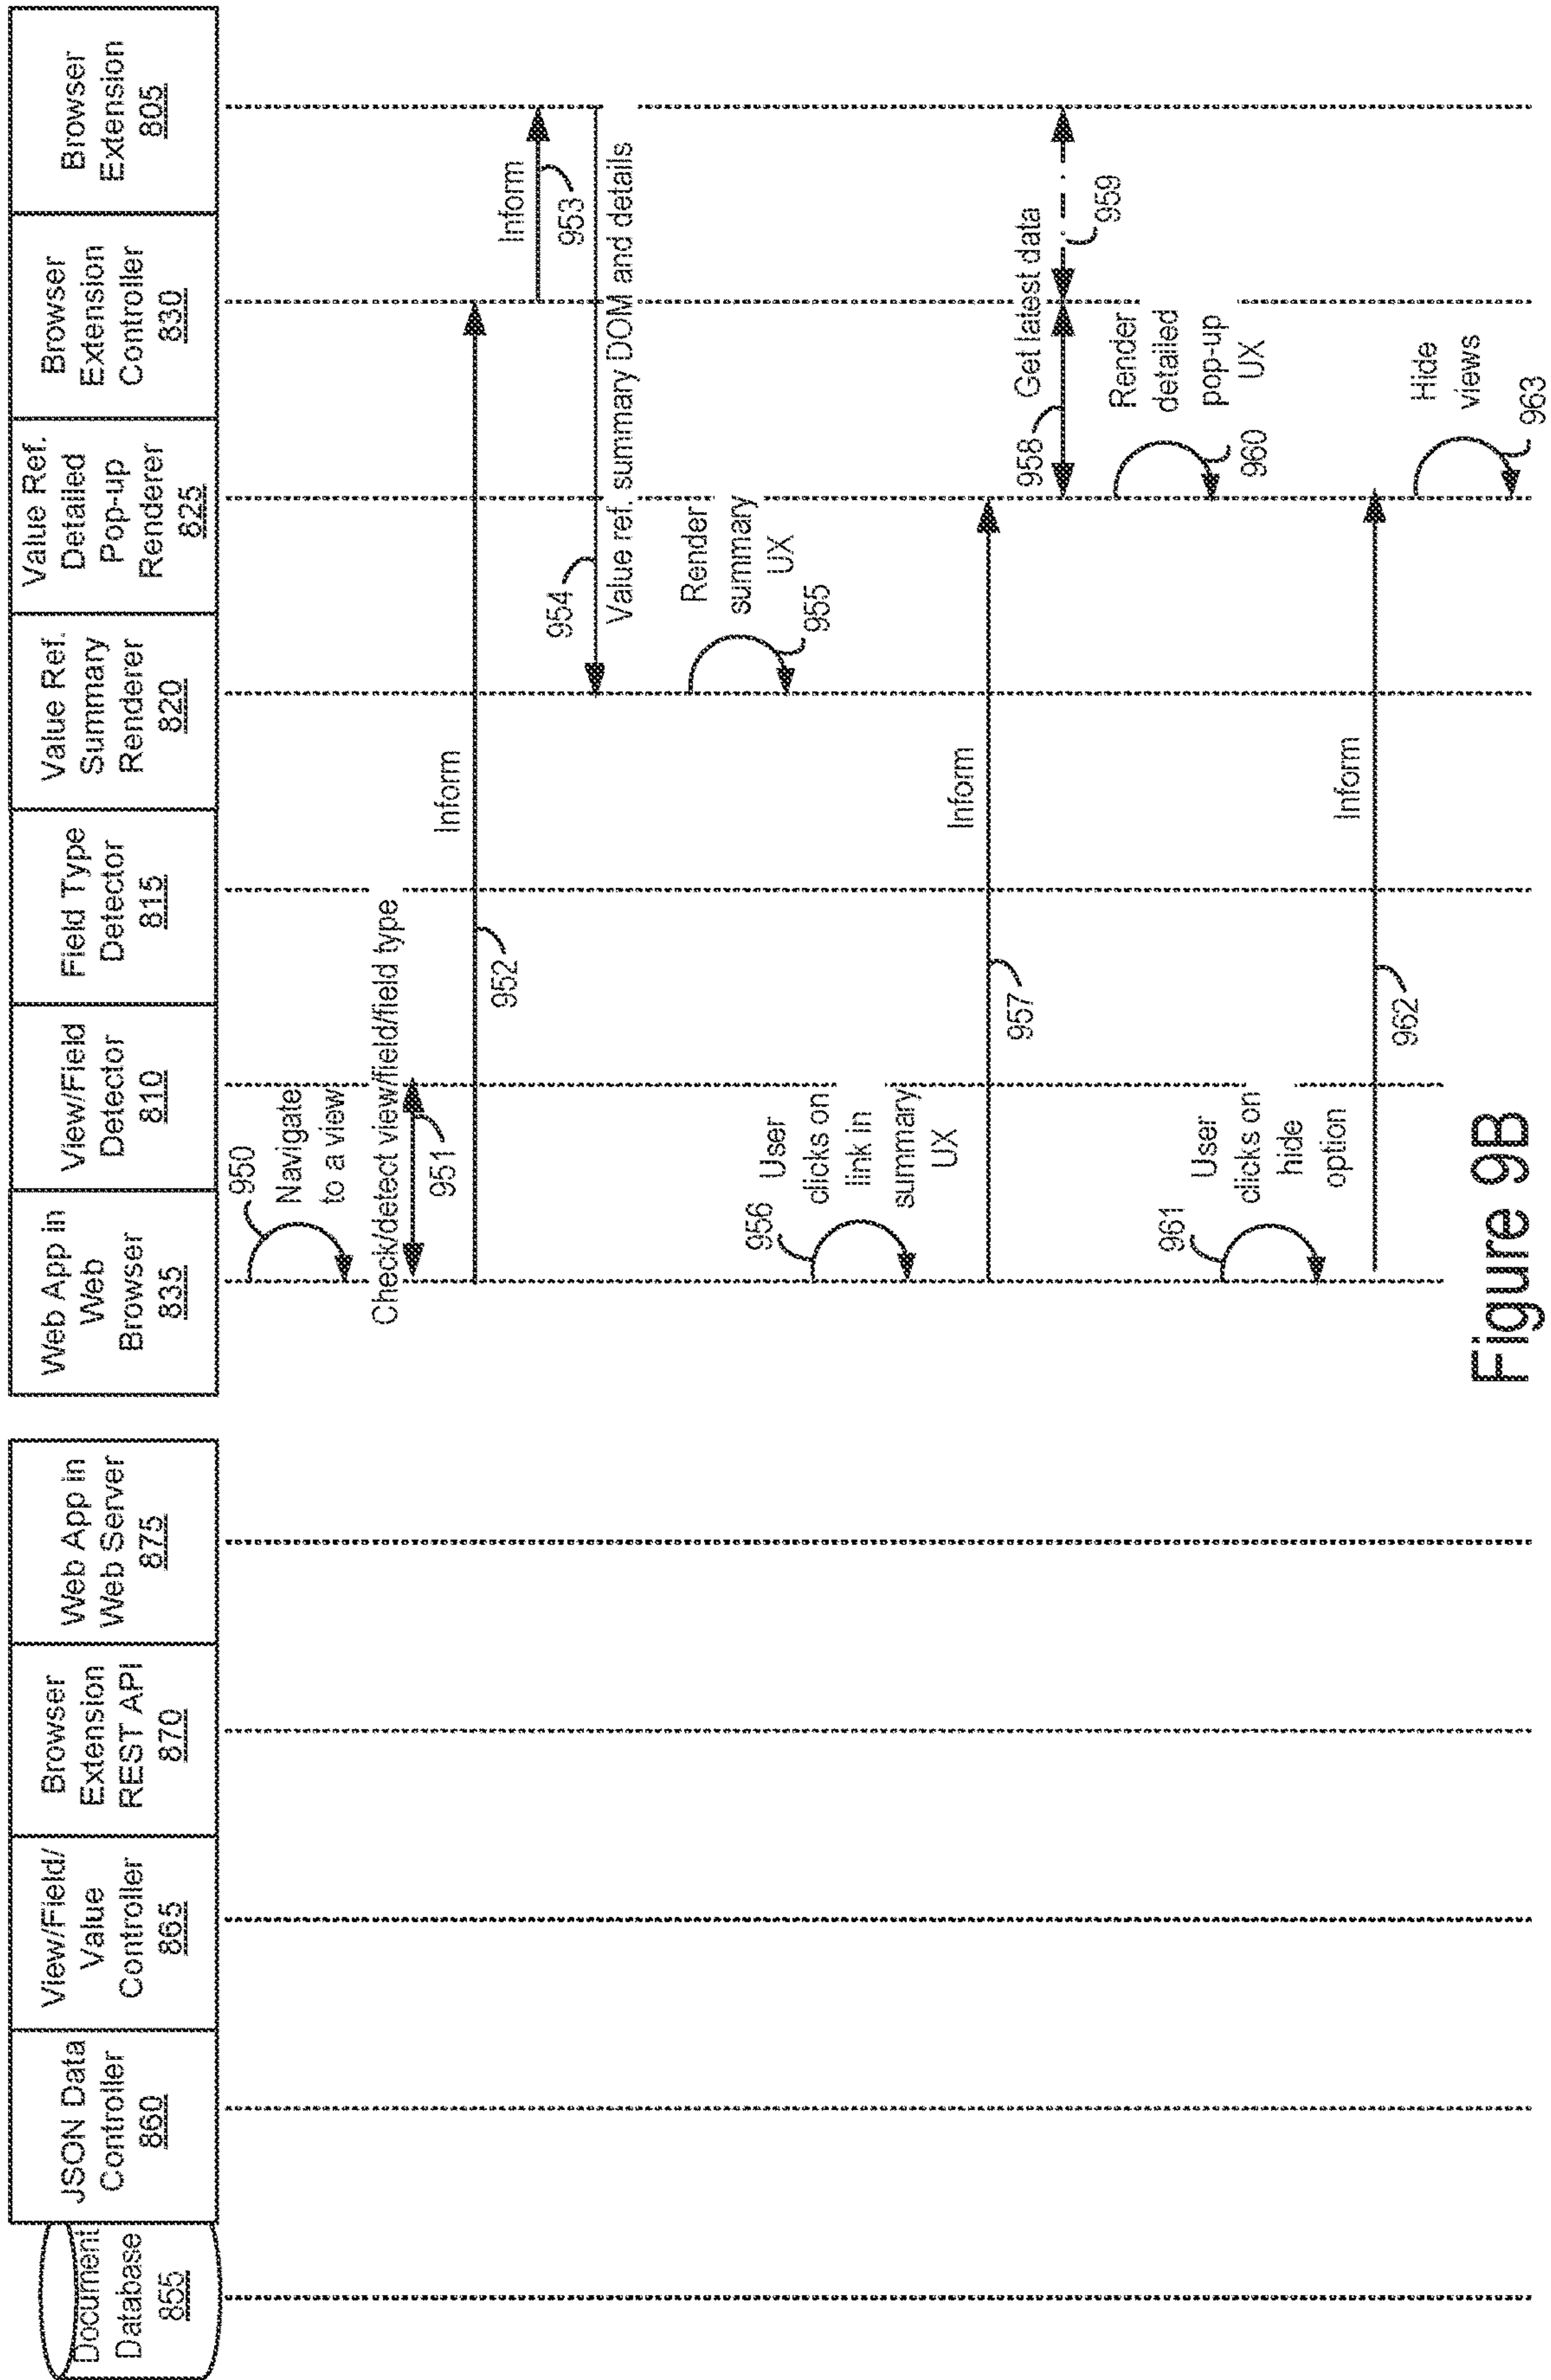 Document
Database
855
JSON Data
Controller
860
View/Field/
Value
Controller
865
Browser
Extension
REST API
870
Web App in
Web Server
875
Web App in
Web
Browser
835
View/Field
Detector
810
Field Type
Detector
815
Value Ref.
Summary
Renderer
820
Value Ref.
Detailed
Pop-up
Renderer
825
Browser
Extension
Controller
830
Browser
Extension
805
950
Navigate
to a view
Check/detect view/field/field type
951
Inform
952
Inform
953
954
Value ref. summary DOM and details
Render
summary
UX
955
956
User
clicks on
link in
summary
UX
Inform
957
958
Get latest data
959
Render
detailed
pop-up
UX
960
961
User
clicks on
hide
option
Inform
962
Hide
views
963
Figure 9B